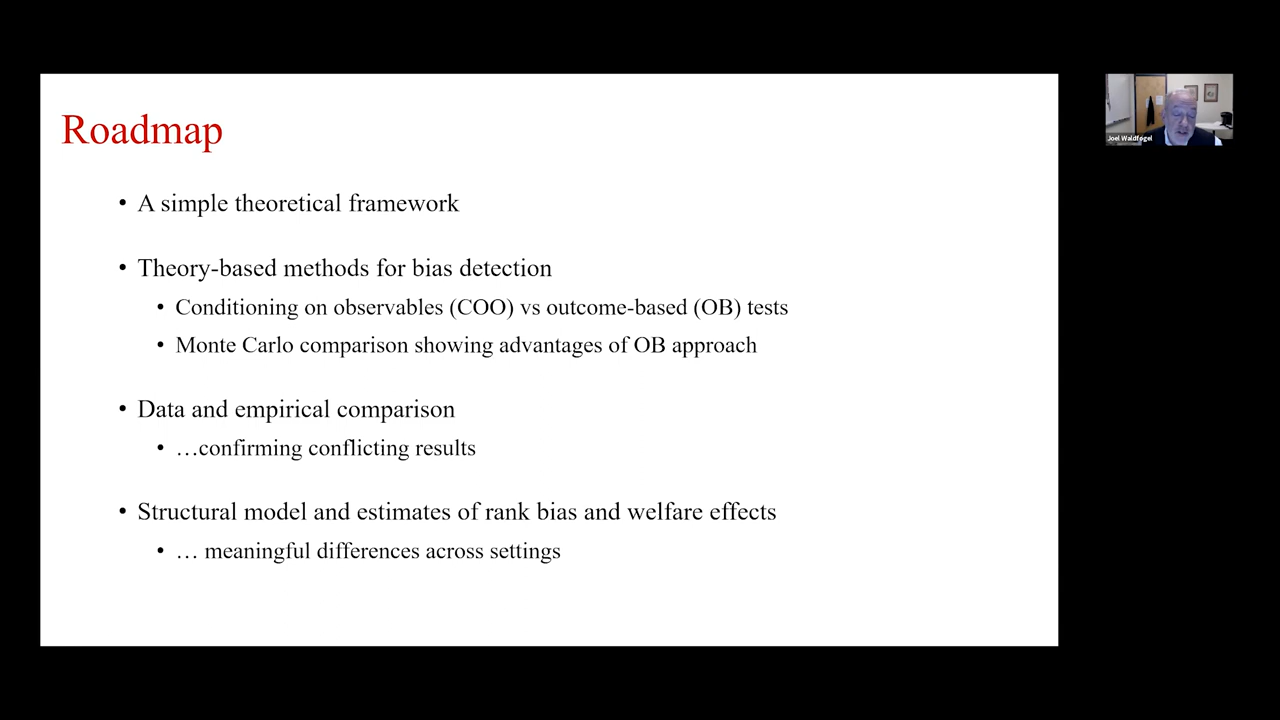 Roadmap
• A simple theoretical framework
• Theory-based methods for bias detection
• Conditioning on observables (COO) vs outcome-based (OB) tests
• Monte Carlo comparison showing advantages of OB approach
• Data and empirical comparison
• …confirming conflicting results
• Structural model and estimates of rank bias and welfare effects
• … meaningful differences across settings
Joel Waldfogel